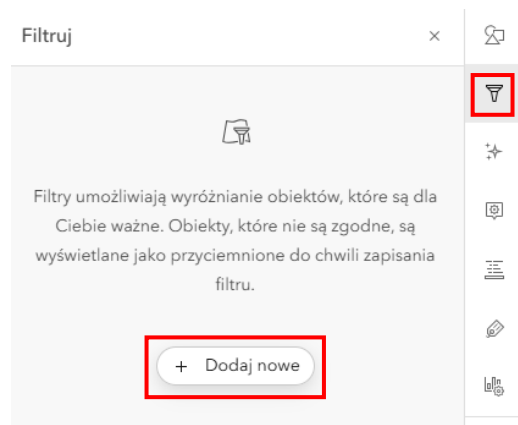 Filtruj
Filtry umożliwiają wyróżnianie obiektów, które są dla
Ciebie ważne. Obiekty, które nie są zgodne, są
wyświetlane jako przyciemnione do chwili zapisania
filtru.
+ Dodaj nowe